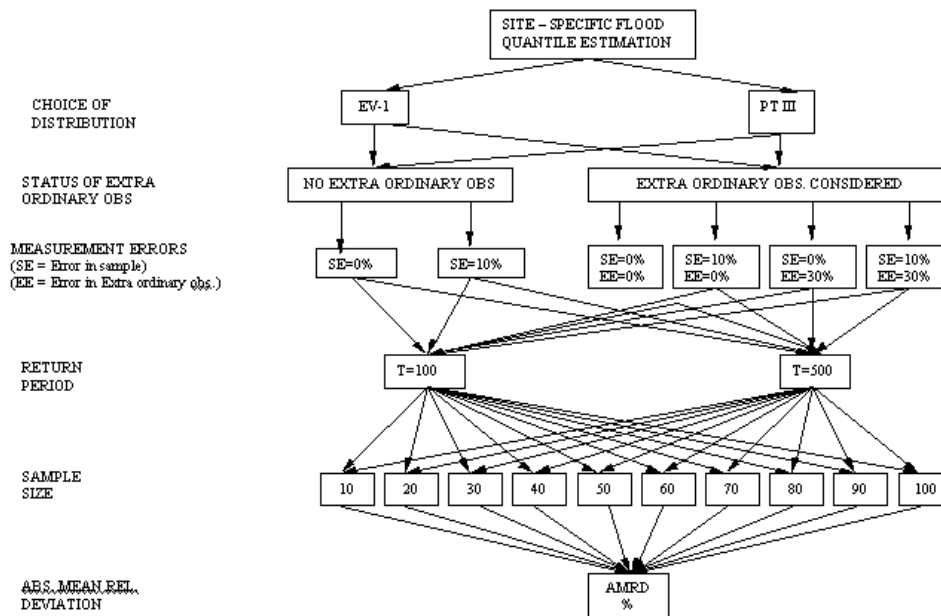 SITE – SPECIFIC FLOOD
QUANTILE ESTIMATION
CHOICE OF
DISTRIBUTION
EV-1
PT III
STATUS OF EXTRA
ORDINARY OBS
NO EXTRA ORDINARY OBS
EXTRA ORDINARY OBS. CONSIDERED
MEASUREMENT ERRORS
(SE = Error in sample)
(EE = Error in Extra ordinary obs.)
SE=0%
SE=10%
SE=0%
EE=0%
SE=10%
EE=0%
SE=0%
EE=30%
SE=10%
EE=30%
RETURN
PERIOD
T=100
T=500
SAMPLE
SIZE
10
20
30
40
50
60
70
80
90
100
ABS. MEAN REL.
DEVIATION
AMRD
%